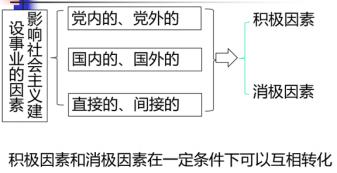 影响社会主义建
设事业的因素
党内的、党外的
国内的、国外的
直接的、间接的
积极因素
消极因素
积极因素和消极因素在一定条件下可以互相转化